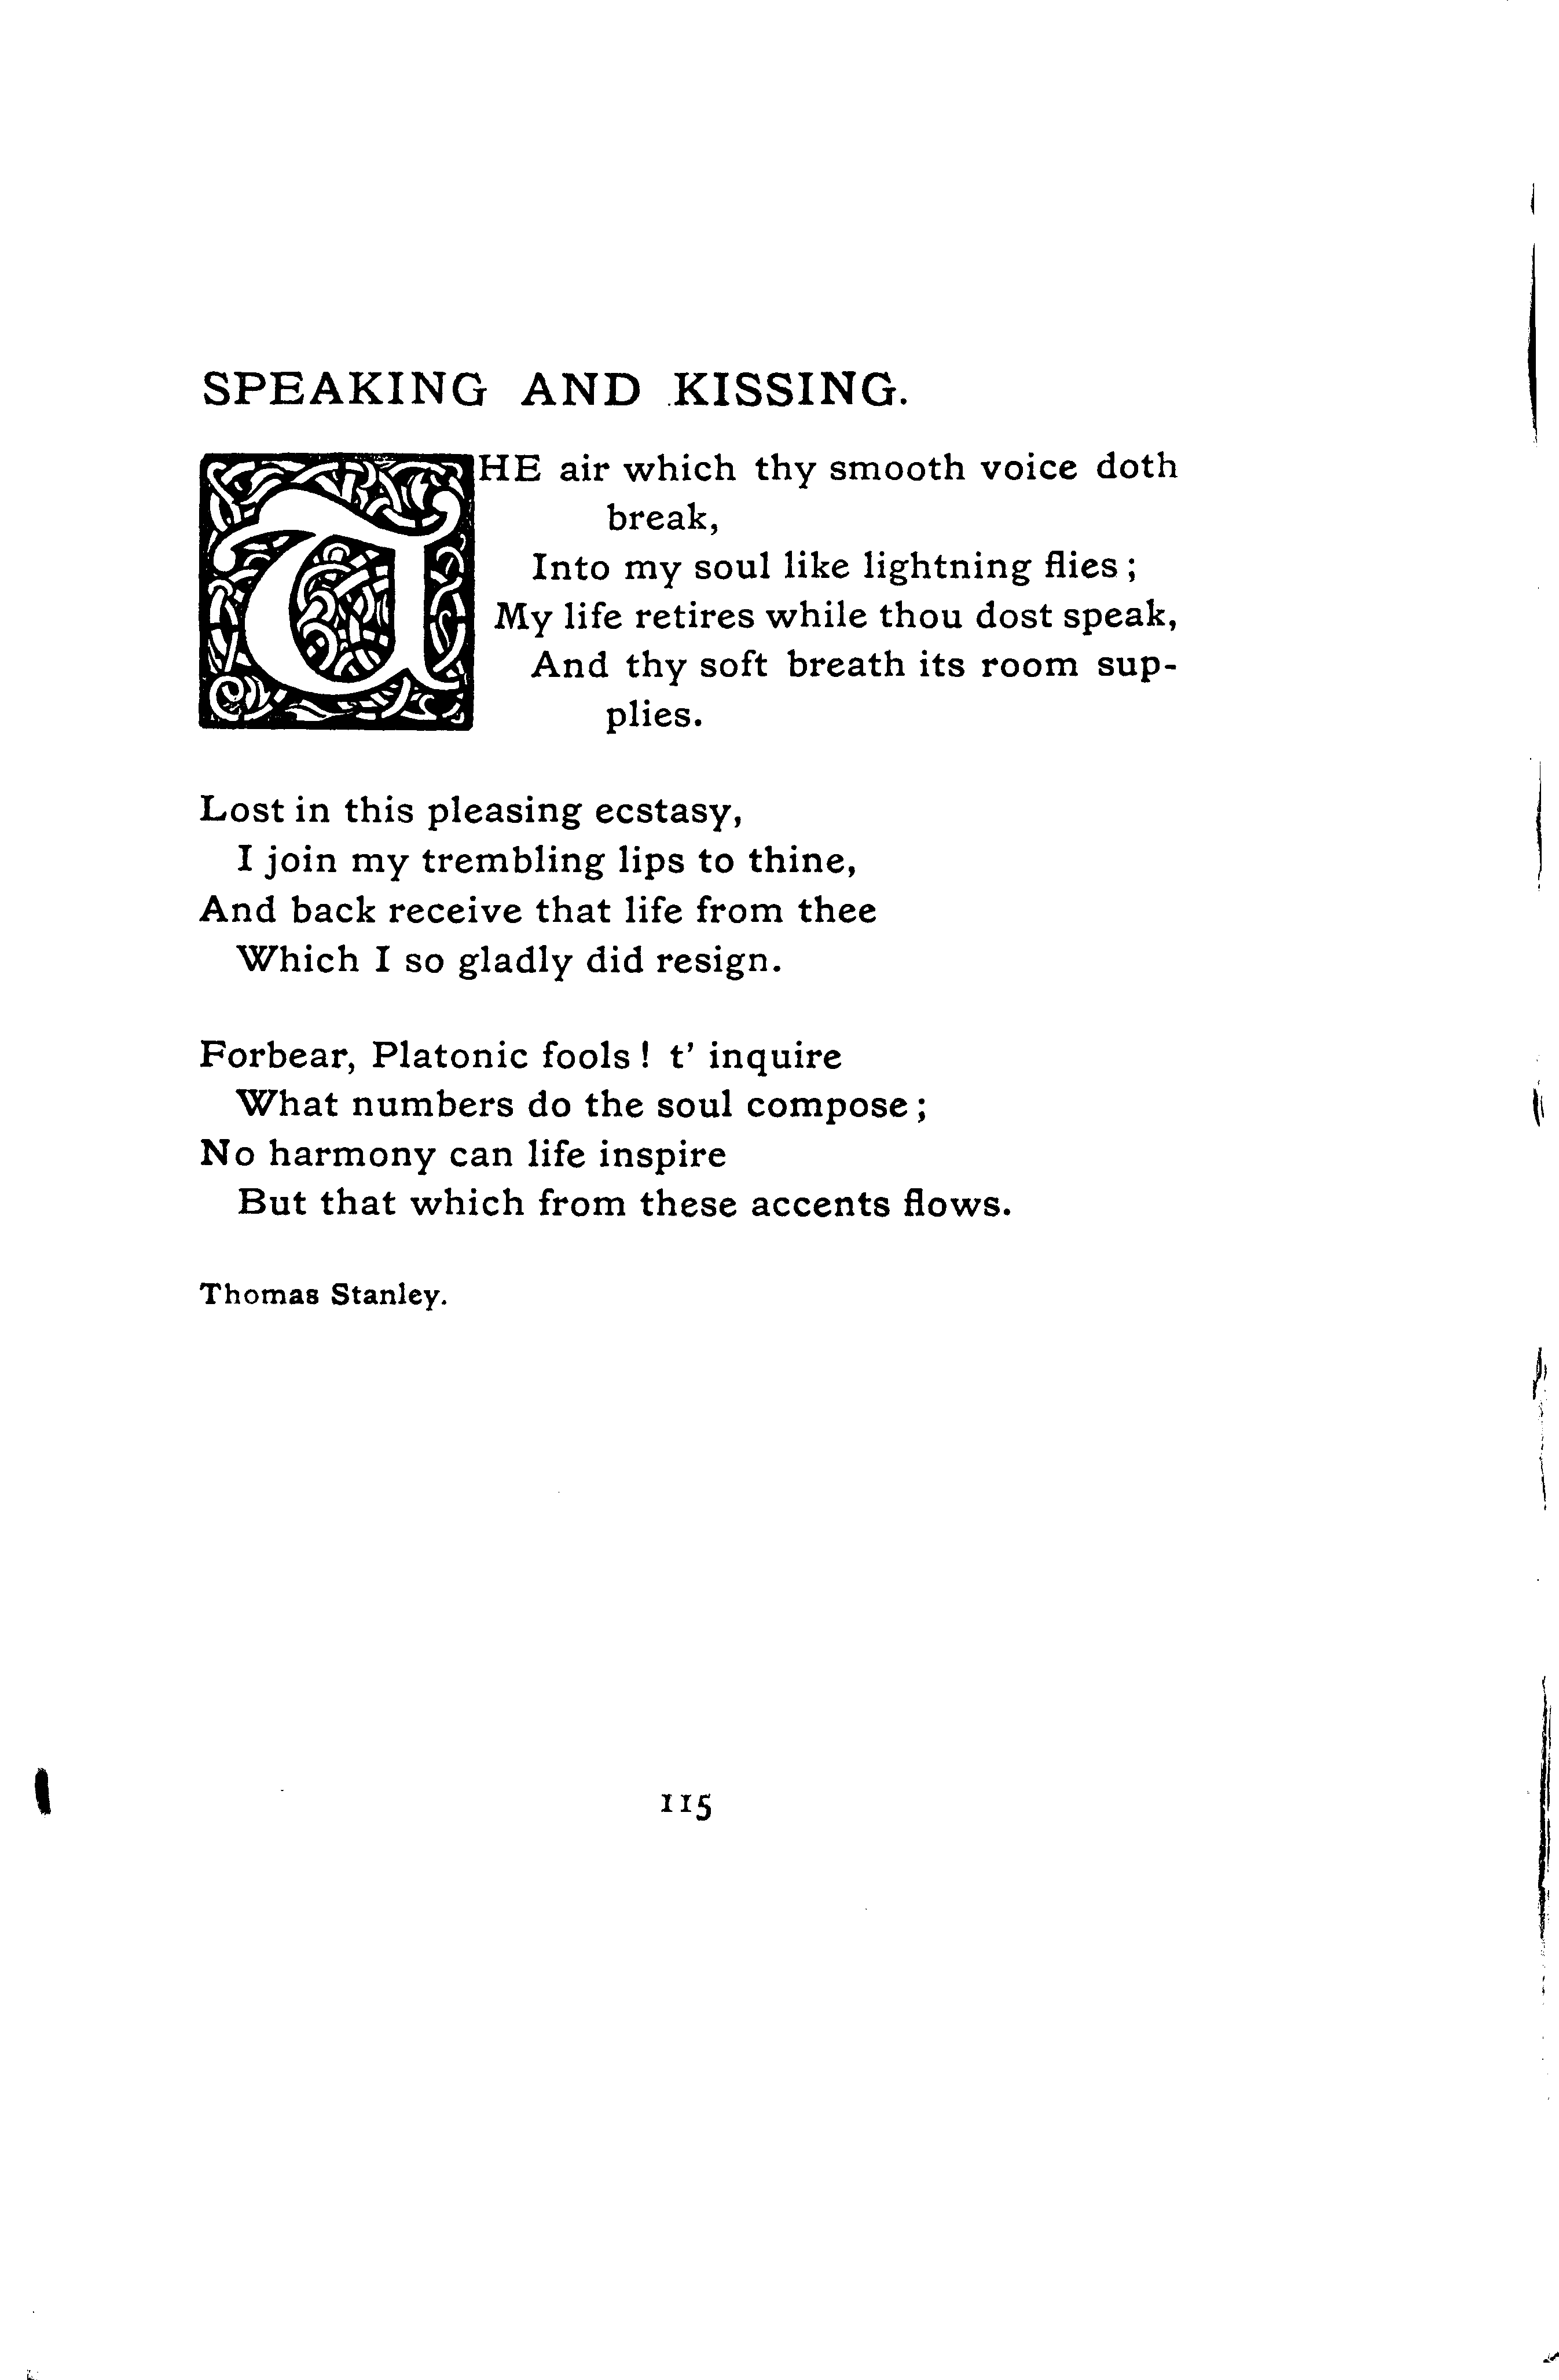 SPEAKING AND KISSING.
THE air which thy smooth voice doth
break,
Into my soul like lightning flies;
My life retires while thou dost speak,
And thy soft breath its room sup-
plies.
Lost in this pleasing ecstasy,
I join my trembling lips to thine,
And back receive that life from thee
Which I so gladly did resign.
Forbear, Platonic fools! t' inquire
What numbers do the soul compose;
No harmony can life inspire
But that which from these accents flows.
Thomas Stanley.
115